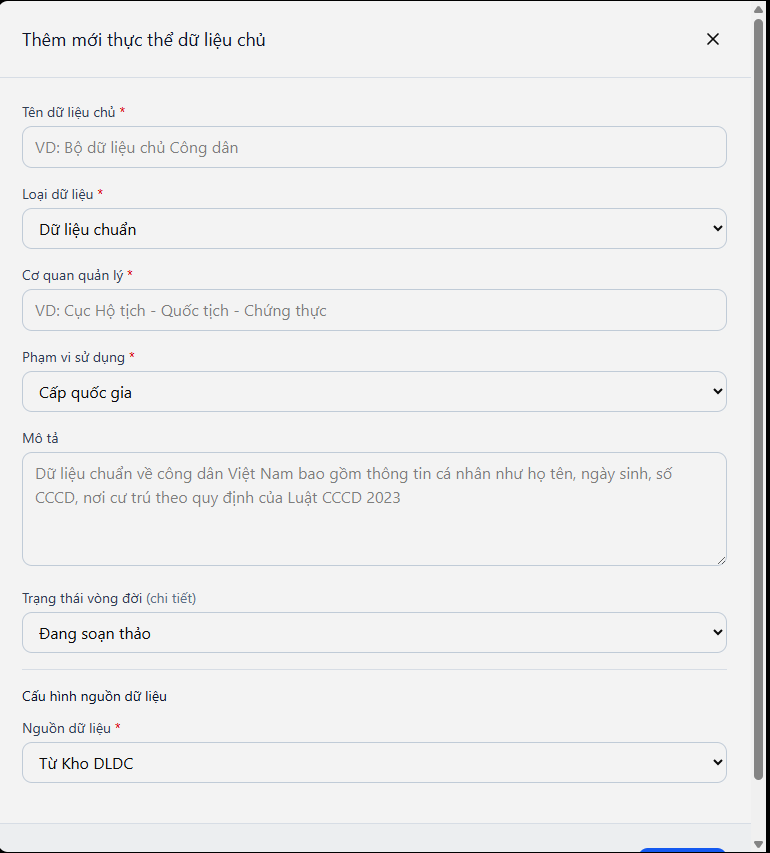 Thêm mới thực thể dữ liệu chủ
Tên dữ liệu chủ *
VD: Bộ dữ liệu chủ Công dân
Loại dữ liệu *
Dữ liệu chuẩn
Cơ quan quản lý *
VD: Cục Hộ tịch - Quốc tịch - Chứng thực
Phạm vi sử dụng *
Cấp quốc gia
Mô tả
Dữ liệu chuẩn về công dân Việt Nam bao gồm thông tin cá nhân như họ tên, ngày sinh, số
CCCD, nơi cư trú theo quy định của Luật CCCD 2023
Trạng thái vòng đời (chi tiết)
Đang soạn thảo
Cấu hình nguồn dữ liệu
Nguồn dữ liệu *
Từ Kho DLDC